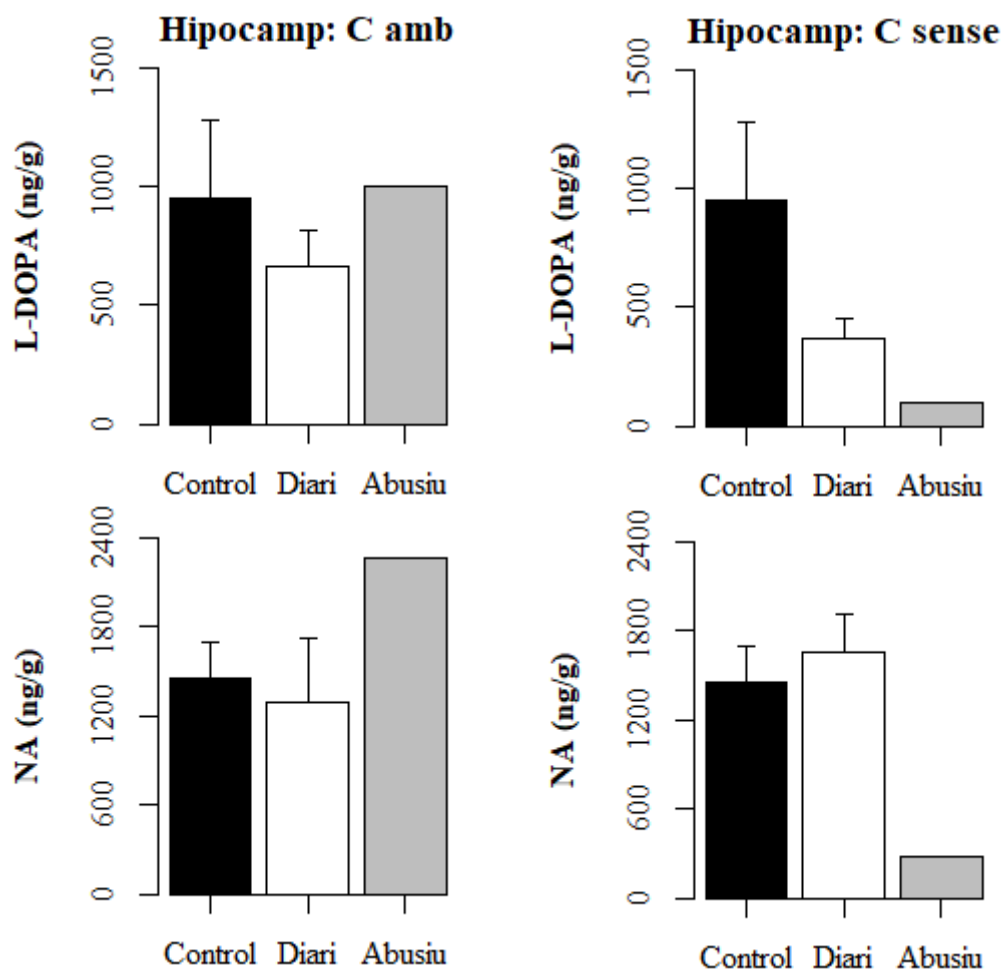 Hipocamp: C amb
L-DOPA (ng/g)
1500
1000
500
0
Control Diari Abusiu
Hipocamp: C sense
L-DOPA (ng/g)
1500
1000
500
0
Control Diari Abusiu
NA (ng/g)
2400
1800
1200
600
0
Control Diari Abusiu
NA (ng/g)
2400
1800
1200
600
0
Control Diari Abusiu